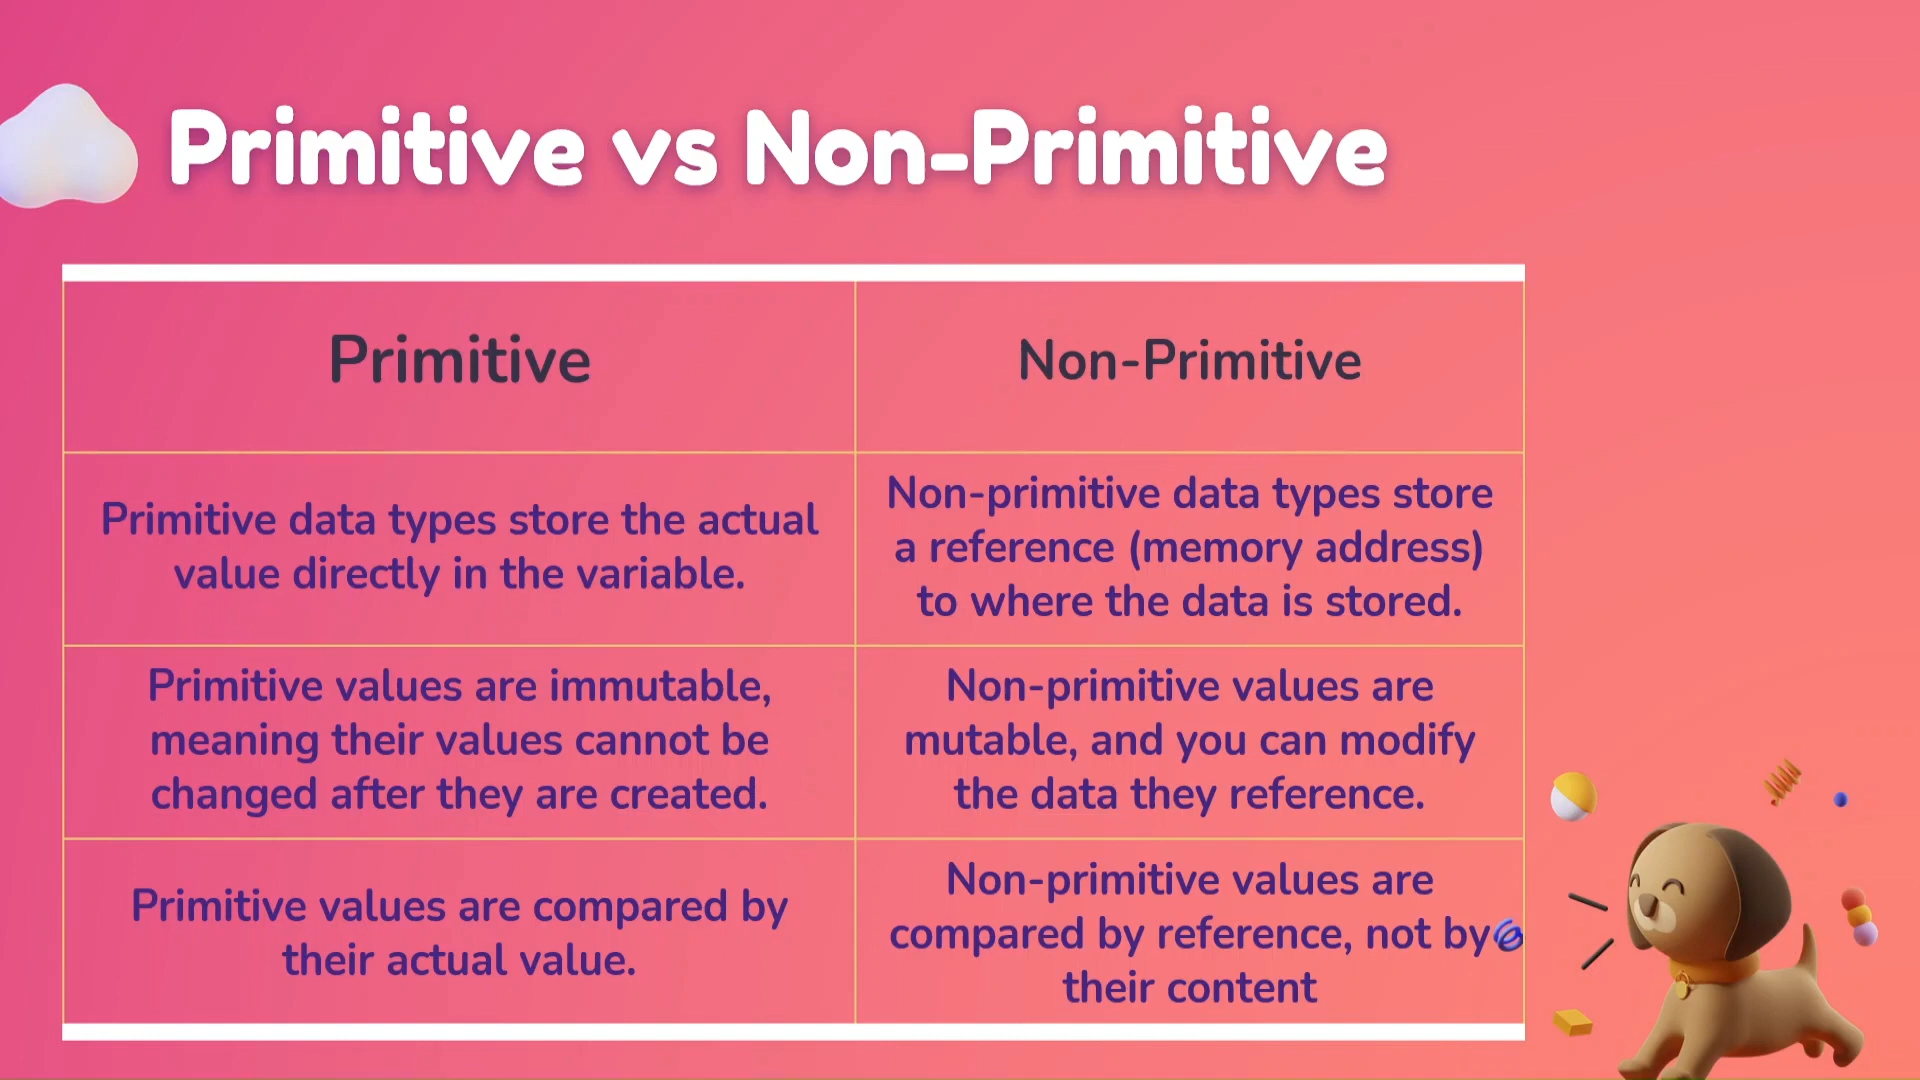 Primitive vs Non-Primitive
Primitive
Non-Primitive
Primitive data types store the actual
value directly in the variable.
Non-primitive data types store
a reference (memory address)
to where the data is stored.
Primitive values are immutable,
meaning their values cannot be
changed after they are created.
Non-primitive values are
mutable, and you can modify
the data they reference.
Primitive values are compared by
their actual value.
Non-primitive values are
compared by reference, not by
their content